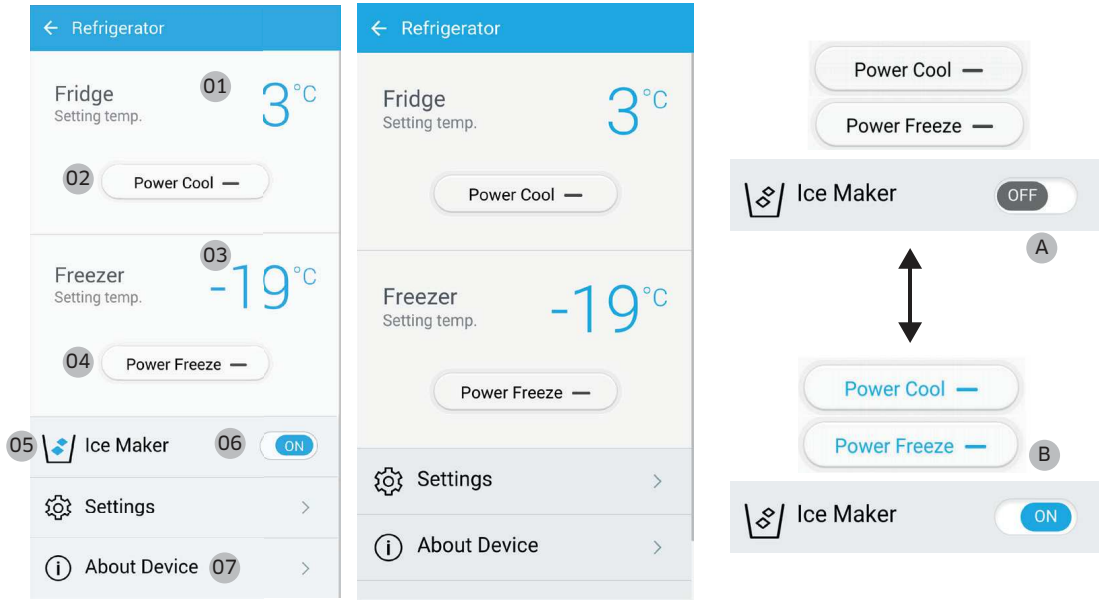 Refrigerator
Fridge 01 3°C
Setting temp.
02 Power Cool
Freezer 03 -19°C
Setting temp.
04 Power Freeze
05 Ice Maker 06 ON
Settings
About Device 07
Refrigerator
Fridge 3°C
Setting temp.
Power Cool
Freezer -19°C
Setting temp.
Power Freeze
Settings
About Device
Power Cool
Power Freeze
Ice Maker OFF
A
Power Cool
Power Freeze
B
Ice Maker ON